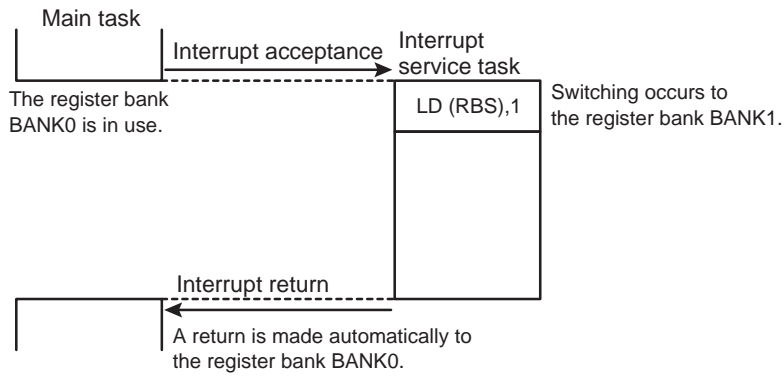 Main task
Interrupt acceptance
Interrupt
service task
The register bank
BANK0 is in use.
LD (RBS),1
Switching occurs to
the register bank BANK1.
Interrupt return
A return is made automatically to
the register bank BANK0.